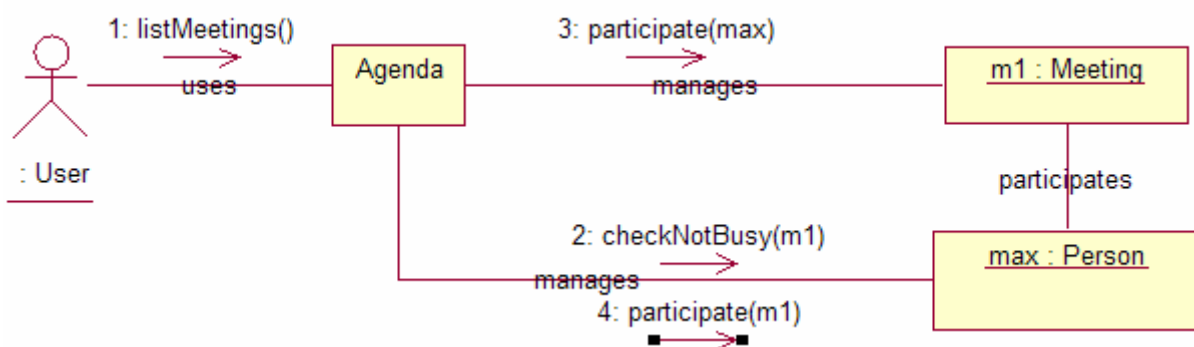 1: listMeetings()
uses
: User
Agenda
3: participate(max)
manages
m1 : Meeting
participates
2: checkNotBusy(m1)
manages
4: participate(m1)
max : Person